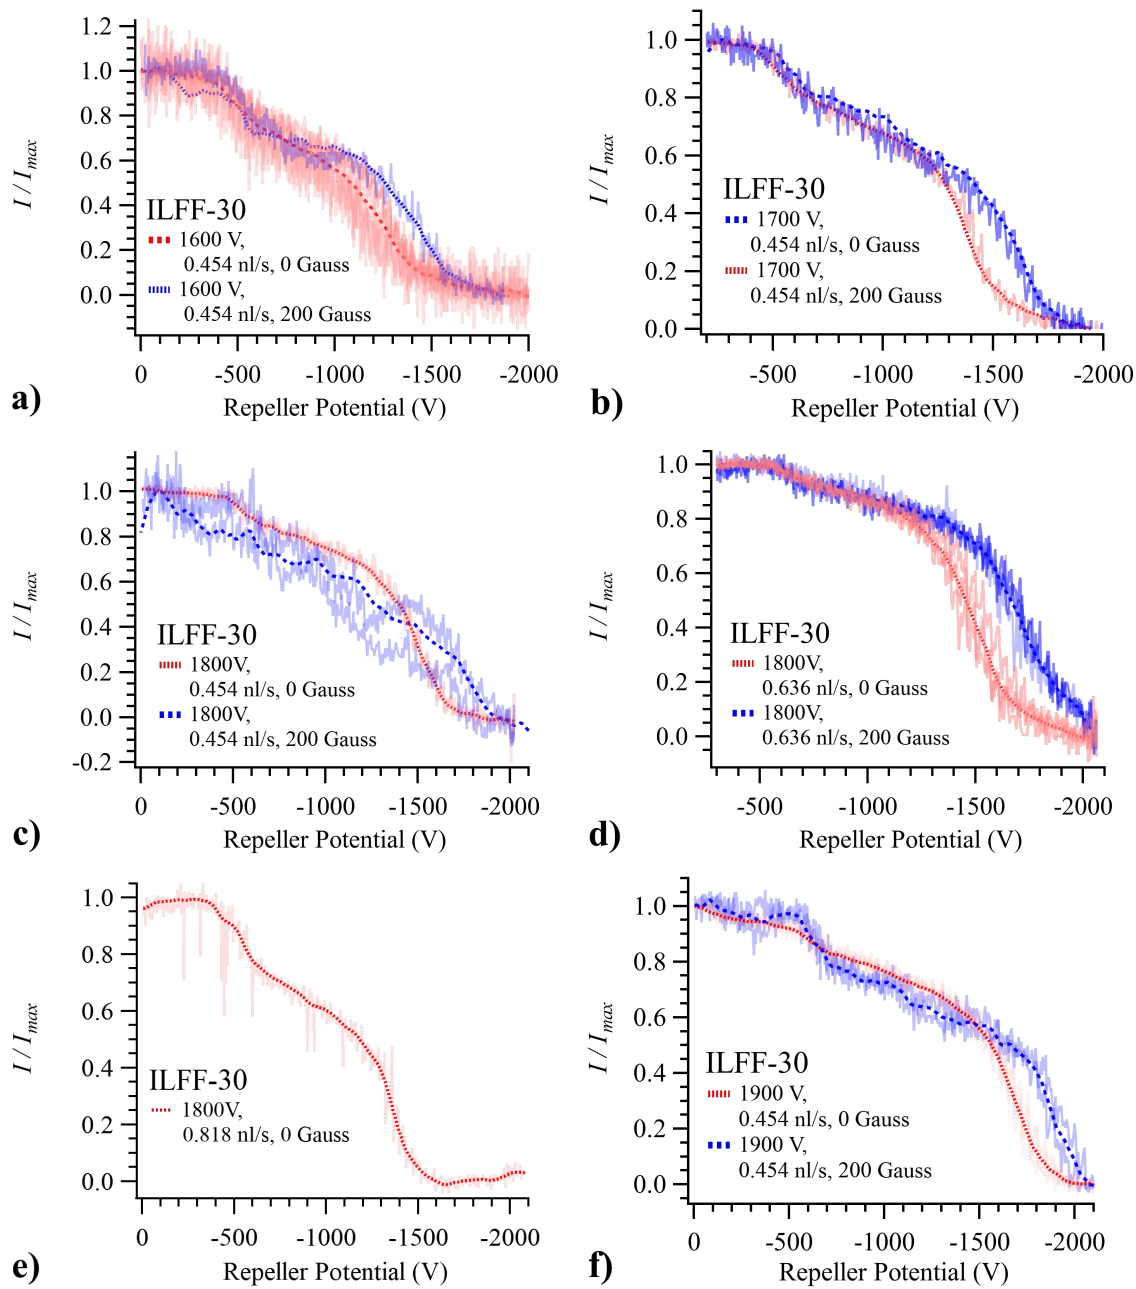 1.2
1.0
0.8
0.6
0.4
0.2
0.0
I / Imax
ILFF-30
1600 V,
0.454 nl/s, 0 Gauss
1600 V,
0.454 nl/s, 200 Gauss
0 -500 -1000 -1500 -2000
Repeller Potential (V)
a)
1.0
0.8
0.6
0.4
0.2
0.0
I / Imax
ILFF-30
1700 V,
0.454 nl/s, 0 Gauss
1700 V,
0.454 nl/s, 200 Gauss
-500 -1000 -1500 -2000
Repeller Potential (V)
b)
1.0
0.8
0.6
0.4
0.2
0.0
-0.2
I / Imax
ILFF-30
1800V,
0.454 nl/s, 0 Gauss
1800V,
0.454 nl/s, 200 Gauss
0 -500 -1000 -1500 -2000
Repeller Potential (V)
c)
1.0
0.8
0.6
0.4
0.2
0.0
I / Imax
ILFF-30
1800V,
0.636 nl/s, 0 Gauss
1800V,
0.636 nl/s, 200 Gauss
-500 -1000 -1500 -2000
Repeller Potential (V)
d)
1.0
0.8
0.6
0.4
0.2
0.0
I / Imax
ILFF-30
1800V,
0.818 nl/s, 0 Gauss
0 -500 -1000 -1500 -2000
Repeller Potential (V)
e)
1.0
0.8
0.6
0.4
0.2
0.0
I / Imax
ILFF-30
1900 V,
0.454 nl/s, 0 Gauss
1900 V,
0.454 nl/s, 200 Gauss
0 -500 -1000 -1500 -2000
Repeller Potential (V)
f)